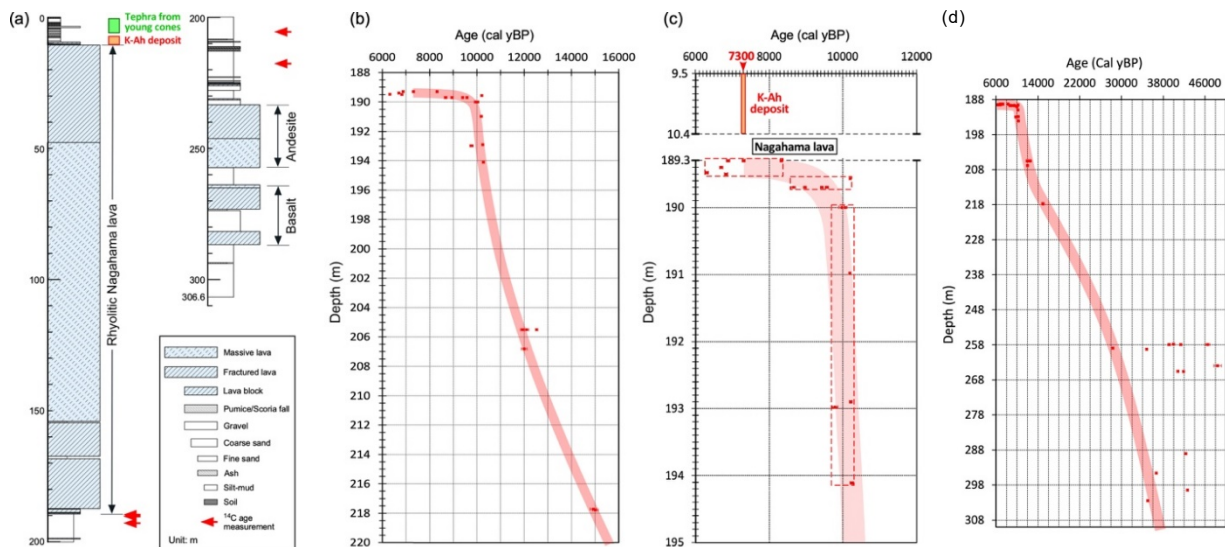 (a)
0
50
100
150
200
Tephra from
young cones
K-Ah deposit
Rhyolitic Nagahama lava
200
250
300
306.6
Andesite
Basalt
Massive lava
Fractured lava
Lava block
Pumice/Scoria fall
Gravel
Coarse sand
Fine sand
Ash
Silt-mud
Soil
14C age
measurement
Unit: m
(b)
Age (cal yBP)
6000 8000 10000 12000 14000 16000
Depth (m)
188
190
192
194
196
198
200
202
204
206
208
210
212
214
216
218
220
(c)
Age (cal yBP)
7300
6000 8000 10000 12000
9.5
K-Ah
deposit
10.4
Nagahama lava
189.3
Depth (m)
190
191
192
193
194
195
(d)
Age (Cal yBP)
6000 14000 22000 30000 38000 46000
Depth (m)
188
198
208
218
228
238
248
258
268
278
288
298
308